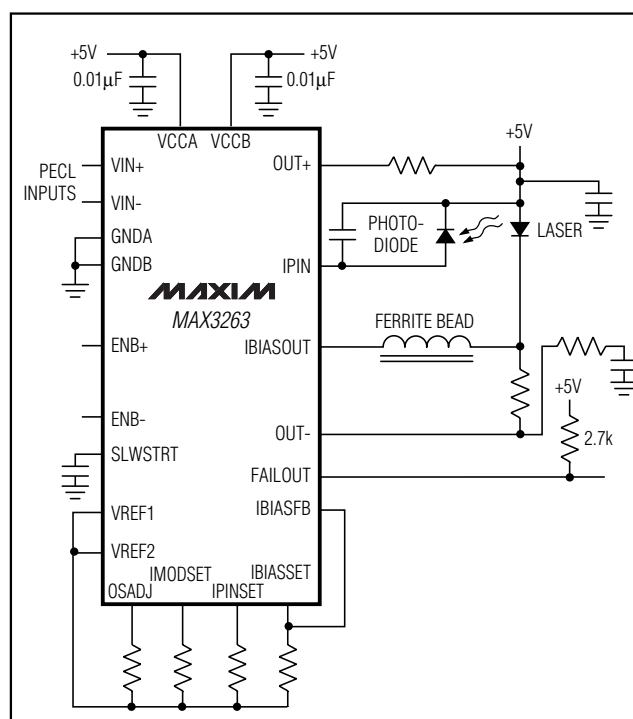 +5V
+5V
0.01μF
0.01μF
VCCA
VCCB
+5V
PECL
INPUTS
VIN+
OUT+
VIN-
GNDA
PHOTO-
DIODE
LASER
GNDB
IPIN
MAXIM
MAX3263
FERRITE BEAD
ENB+
IBIASOUT
+5V
ENB-
OUT-
2.7k
SLWSTRT
FAILOUT
IBIASFB
VREF1
VREF2
IBIASSET
IMODSET
OSADJ
IPINSET